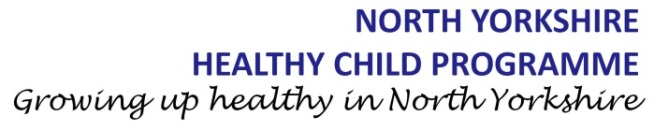 NORTH YORKSHIRE
HEALTHY CHILD PROGRAMME
Growing up healthy in North Yorkshire